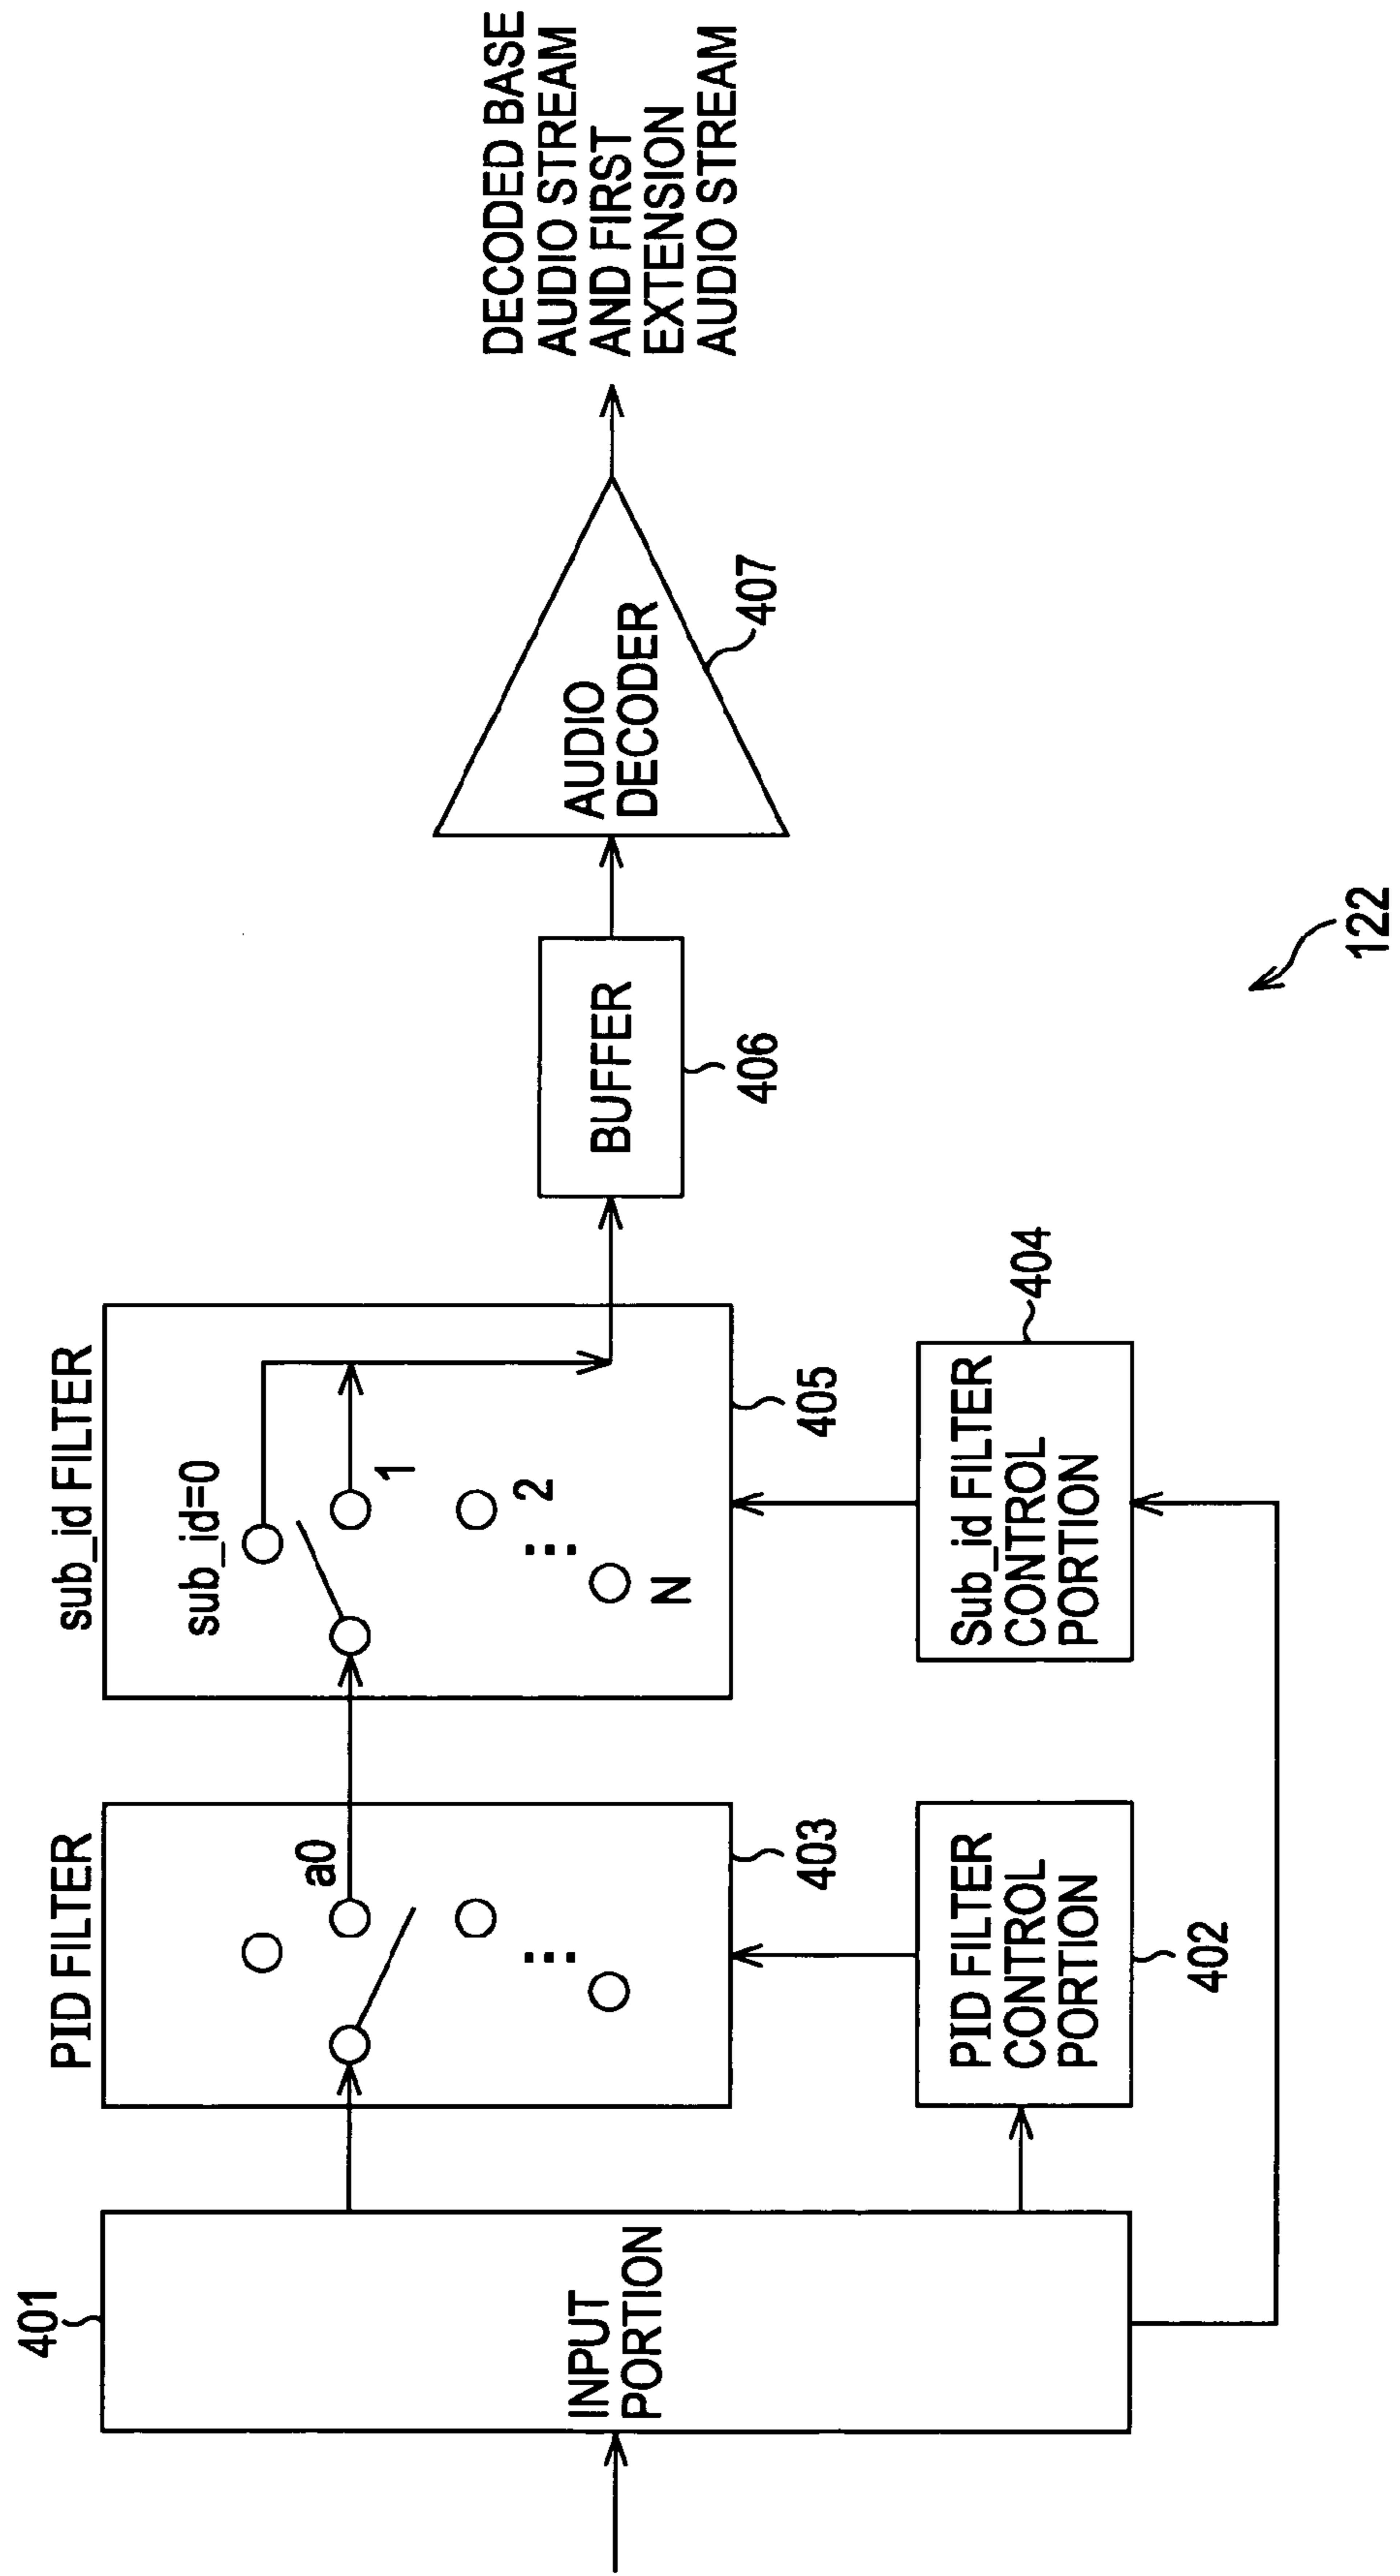 401
INPUT
PORTION
PID FILTER
a0
403
PID FILTER
CONTROL
PORTION
402
sub_id FILTER
sub_id=0
1
2
...
N
405
Sub_id FILTER
CONTROL
PORTION
404
BUFFER
406
AUDIO
DECODER
407
DECODED BASE
AUDIO STREAM
AND FIRST
EXTENSION
AUDIO STREAM
122